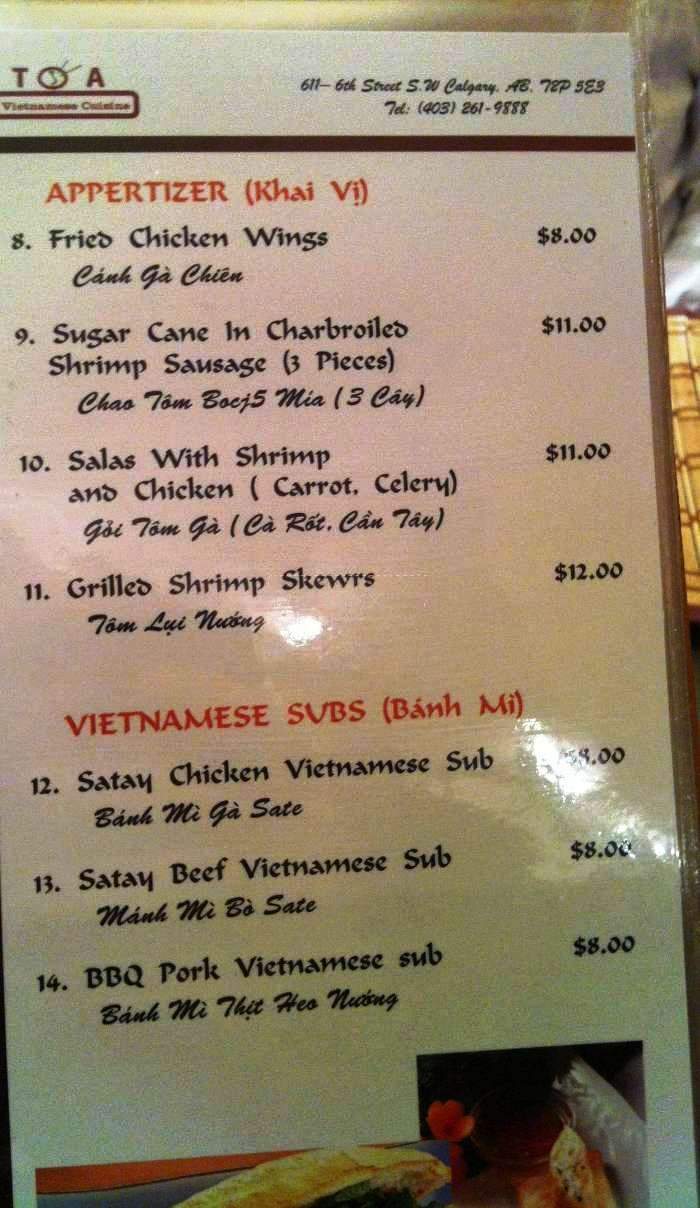 TOA
Vietnamese Cuisine
611- 6th Street S.W Calgary, AB, T2P 5E3
Tel: (403) 261-9888
APPERTIZER (Khai Vị)
8. Fried Chicken Wings $8.00
Cánh Gà Chiên
9. Sugar Cane In Charbroiled $11.00
Shrimp Sausage (3 Pieces)
Chao Tôm Bocj5 Mía (3 Cây)
10. Salas With Shrimp $11.00
and Chicken ( Carrot, Celery)
Gỏi Tôm Gà (Cà Rốt, Cần Tây)
11. Grilled Shrimp Skewrs $12.00
Tôm Lụi Nướng
VIETNAMESE SUBS (Bánh Mì)
12. Satay Chicken Vietnamese Sub $8.00
Bánh Mì Gà Sate
13. Satay Beef Vietnamese Sub $8.00
Mánh Mì Bò Sate
14. BBQ Pork Vietnamese sub $8.00
Bánh Mì Thịt Heo Nướng